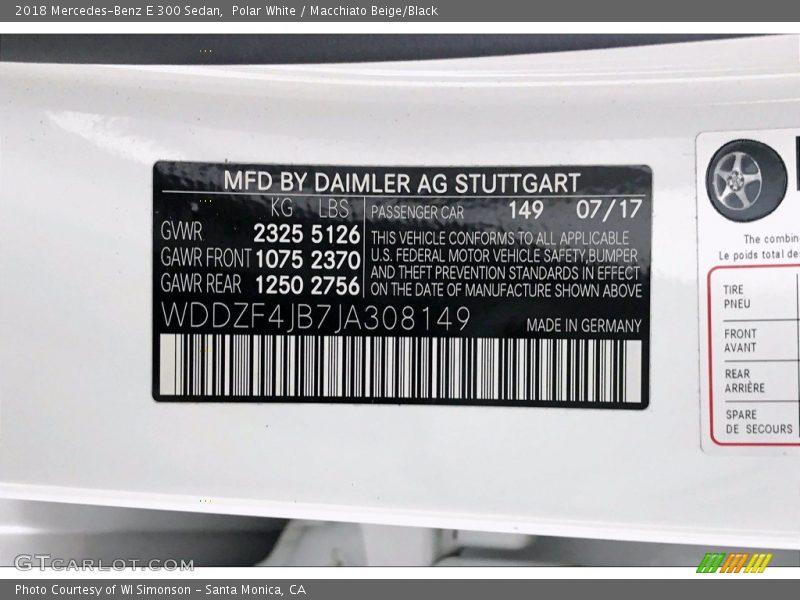 2018 Mercedes-Benz E 300 Sedan, Polar White / Macchiato Beige/Black
MFD BY DAIMLER AG STUTTGART
KG LBS
GVWR 2325 5126
GAWR FRONT 1075 2370
GAWR REAR 1250 2756
PASSENGER CAR 149 07/17
THIS VEHICLE CONFORMS TO ALL APPLICABLE
U.S. FEDERAL MOTOR VEHICLE SAFETY,BUMPER
AND THEFT PREVENTION STANDARDS IN EFFECT
ON THE DATE OF MANUFACTURE SHOWN ABOVE
WDDZF4JB7JA308149
MADE IN GERMANY
The combin
Le poids total des
TIRE
PNEU
FRONT
AVANT
REAR
ARRIÈRE
SPARE
DE SECOURS
GTCARLOT.COM
Photo Courtesy of WI Simonson - Santa Monica, CA